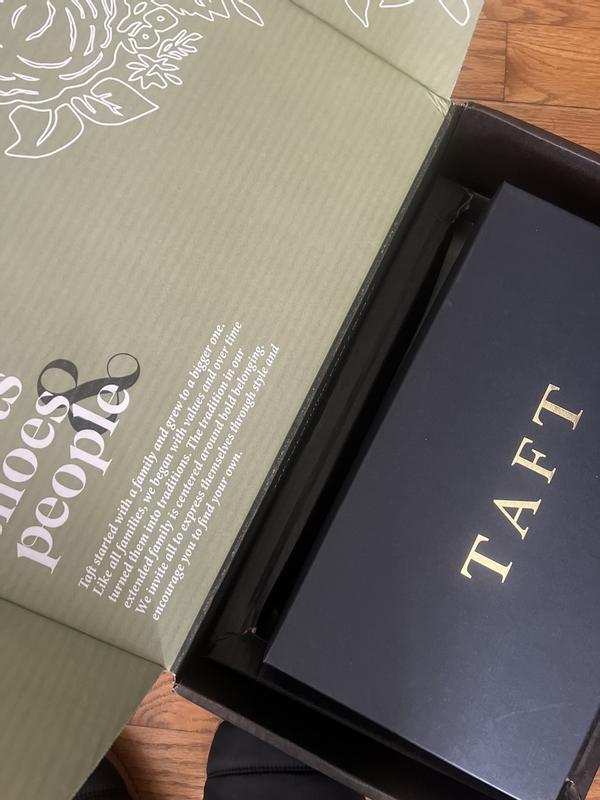 &
people
Taft started with a family and grew to a bigger one.
Like all families, we began with values and over time
turned them into traditions. The tradition in our
extended family is centered around bold belonging.
We invite all to express themselves through style and
encourage you to find your own.
TAFT